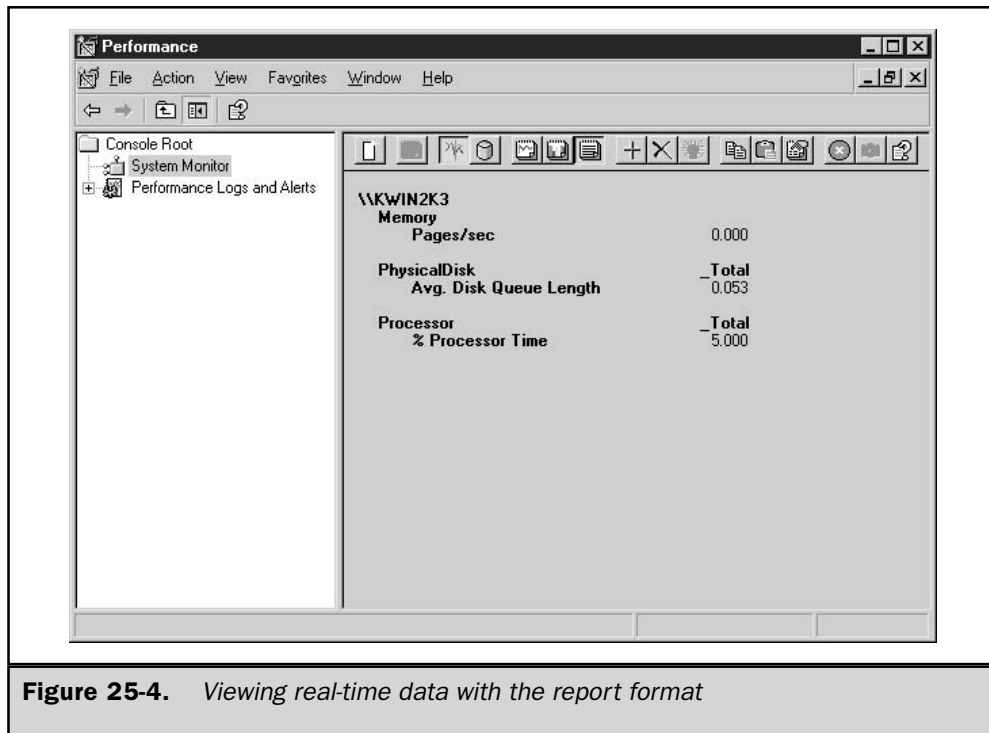 Performance
File Action View Favorites Window Help
Console Root
System Monitor
Performance Logs and Alerts
\\KWIN2K3
Memory
Pages/sec 0.000
PhysicalDisk _Total
Avg. Disk Queue Length 0.053
Processor _Total
% Processor Time 5.000
Figure 25-4. Viewing real-time data with the report format